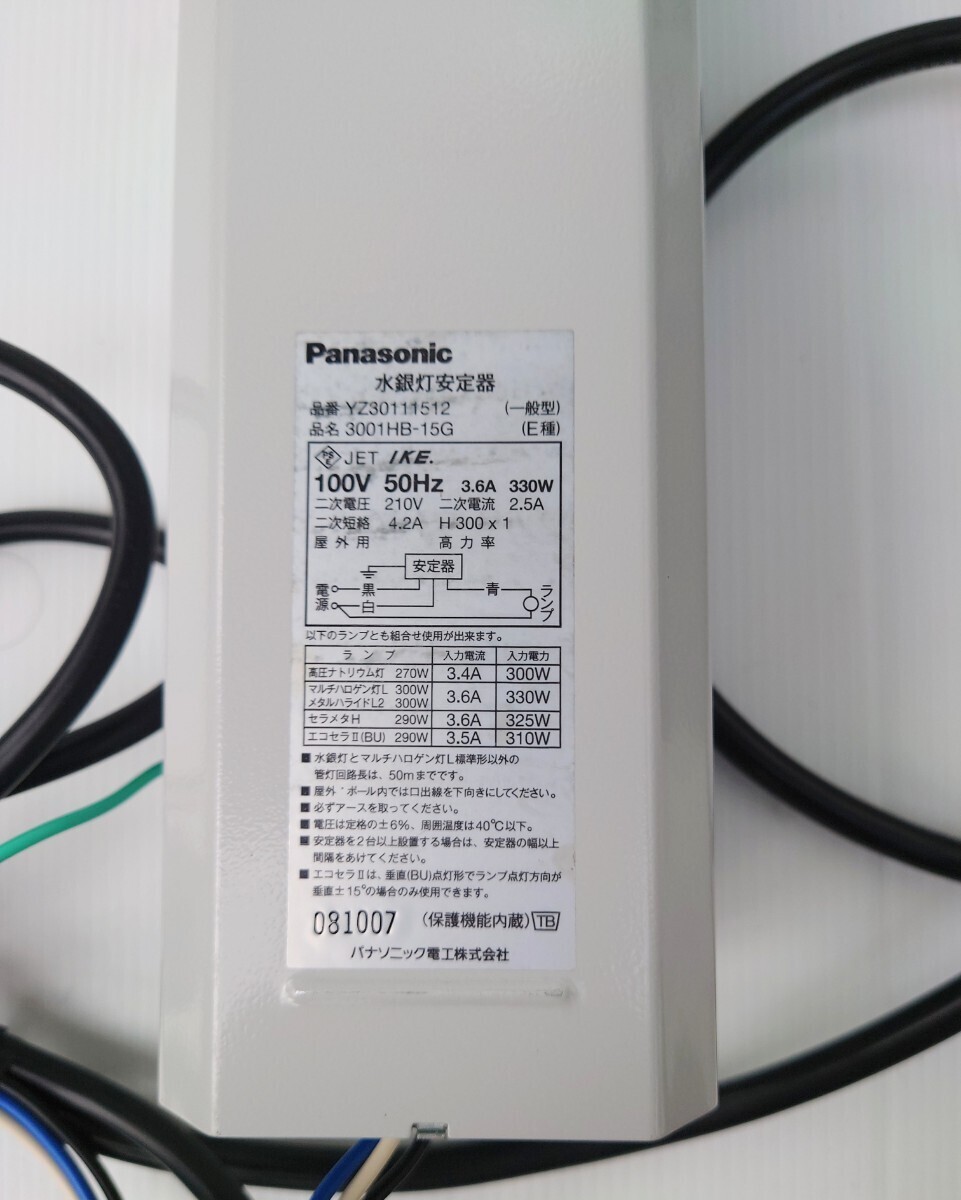 Panasonic
水銀灯安定器
品番 YZ30111512 (一般型)
品名 3001HB-15G (E種)
PS E JET IKE.
100V 50Hz 3.6A 330W
二次電圧 210V 二次電流 2.5A
二次短絡 4.2A H300x1
屋外用 高力率
安定器
電源 黒 白 青 ランプ
以下のランプとも組合せ使用が出来ます。
ランプ 入力電流 入力電力
高圧ナトリウム灯 270W 3.4A 300W
マルチハロゲン灯L 300W
メタルハライドL2 300W 3.6A 330W
セラメタH 290W 3.6A 325W
エコセラⅡ(BU) 290W 3.5A 310W
■水銀灯とマルチハロゲン灯L標準形以外の
管灯回路長は、50mまでです。
■屋外・ポール内では口出線を下向きにしてください。
■必ずアースを取ってください。
■電圧は定格の±6%、周囲温度は40℃以下。
■安定器を2台以上設置する場合は、安定器の幅以上
間隔をあけてください。
■エコセラⅡは、垂直(BU)点灯形でランプ点灯方向が
垂直±15°の場合のみ使用できます。
081007 (保護機能内蔵) TB
パナソニック電工株式会社